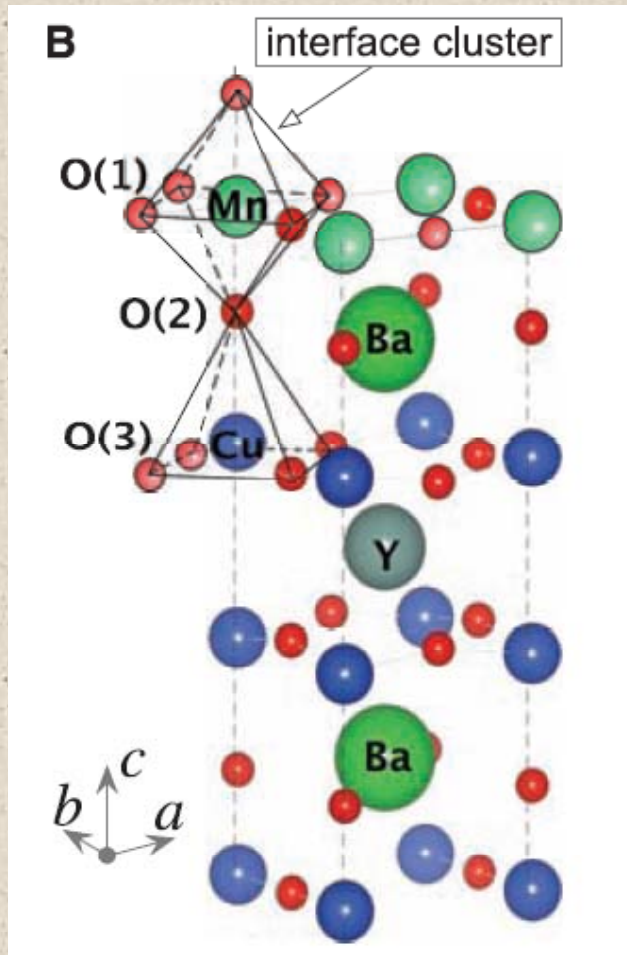 B
interface cluster
O(1)
Mn
O(2)
Ba
O(3)
Cu
Y
Ba
c
b
a